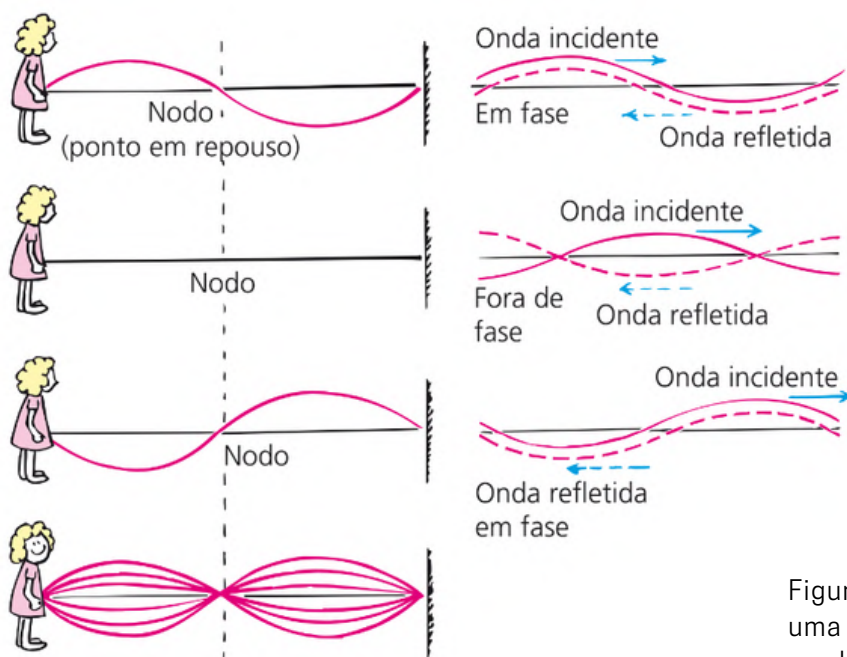 Onda incidente
Nodo
(ponto em repouso)
Em fase
Onda refletida
Onda incidente
Nodo
Fora de
fase
Onda refletida
Onda incidente
Nodo
Onda refletida
em fase
uma